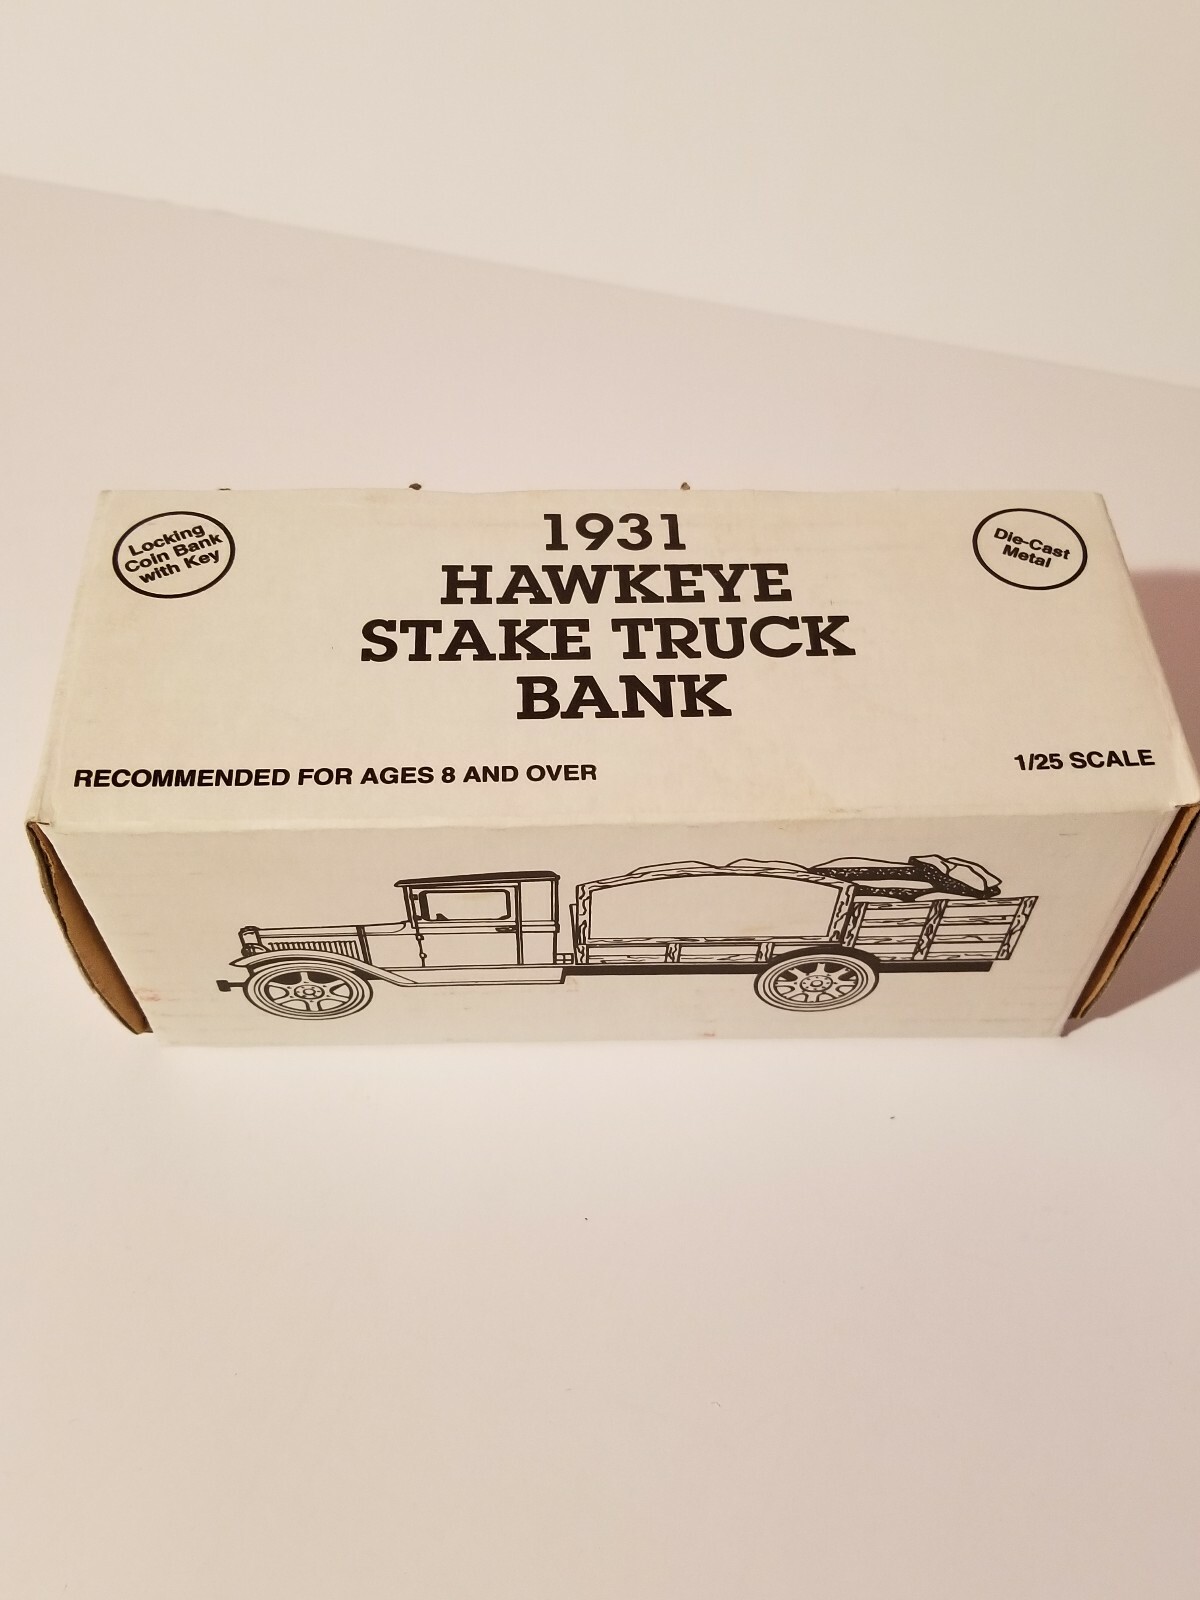 Locking
Coin Bank
with Key
1931
HAWKEYE
STAKE TRUCK
BANK
Die-Cast
Metal
RECOMMENDED FOR AGES 8 AND OVER
1/25 SCALE